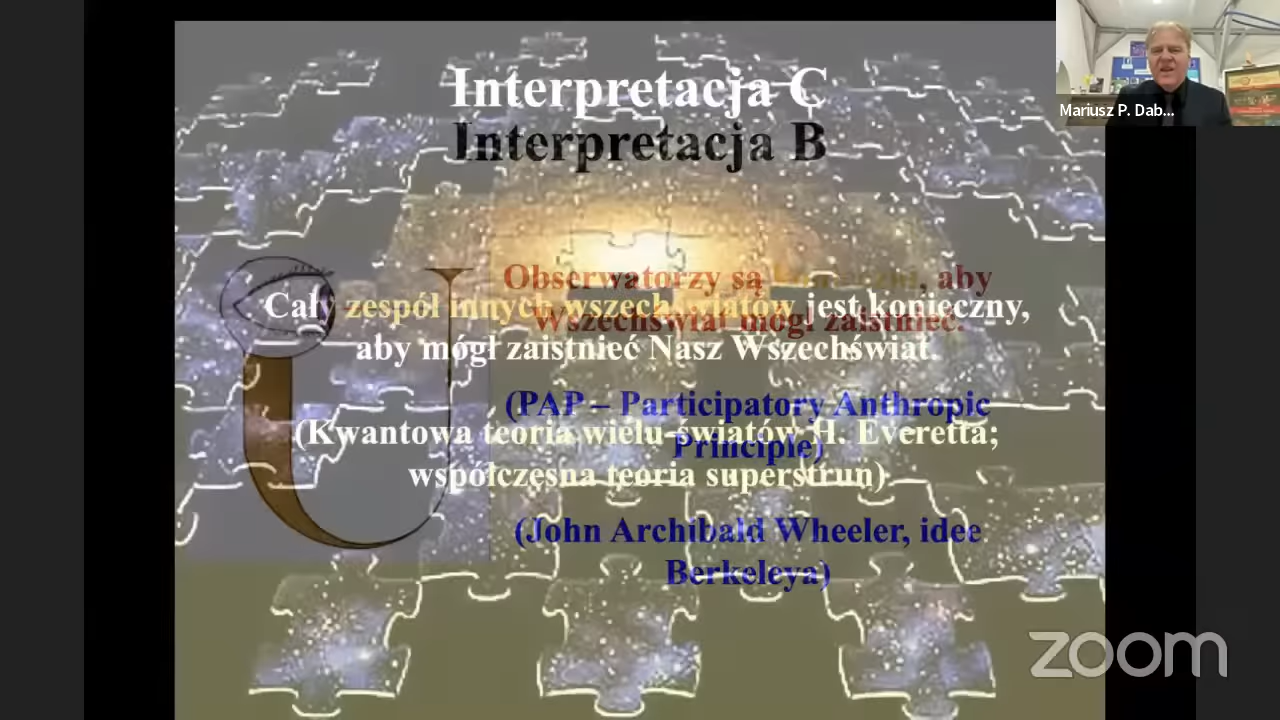 Interpretacja C
Interpretacja B
Mariusz P. Dab...
Obserwatorzy są konieczni, aby
Wszechświat mógł zaistnieć.
Cały zespół innych wszechświatów jest konieczny,
aby mógł zaistnieć Nasz Wszechświat.
(PAP – Participatory Anthropic
Principle)
(Kwantowa teoria wielu-światów H. Everetta;
współczesna teoria superstrun)
(John Archibald Wheeler, idee
Berkeleya)
zoom